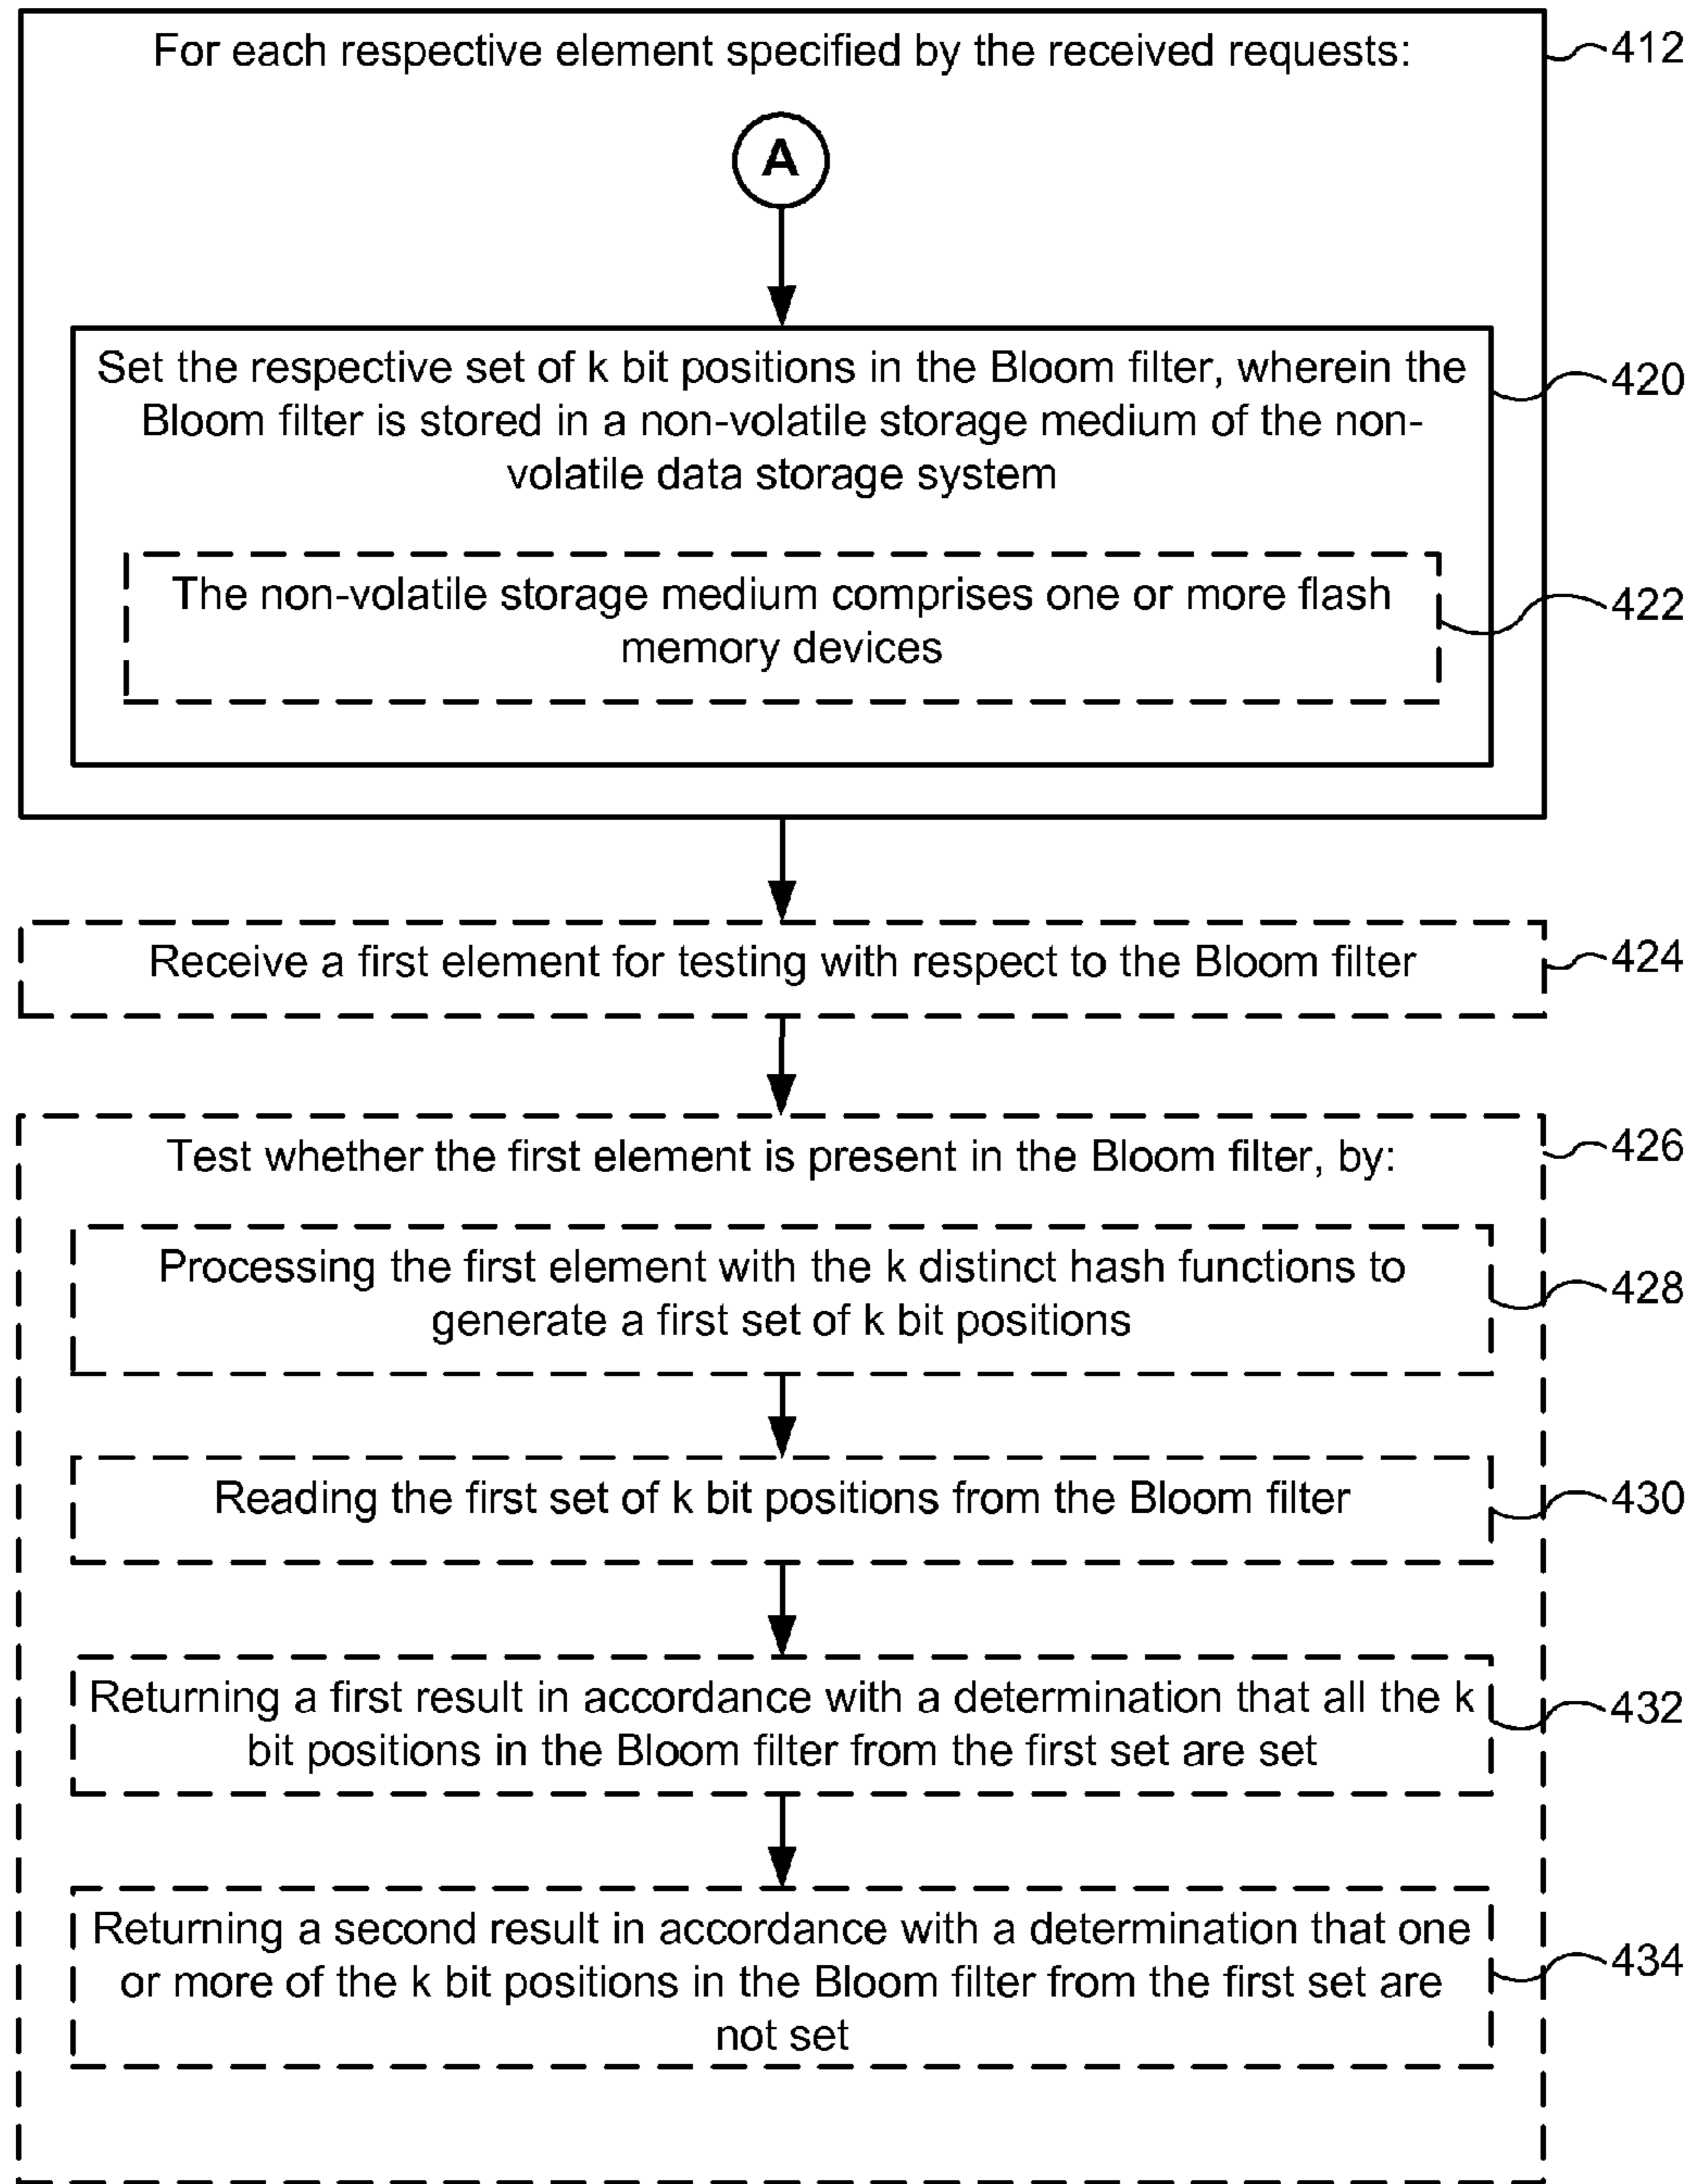 For each respective element specified by the received requests:
412
A
Set the respective set of k bit positions in the Bloom filter, wherein the
Bloom filter is stored in a non-volatile storage medium of the non-
volatile data storage system
420
The non-volatile storage medium comprises one or more flash
memory devices
422
Receive a first element for testing with respect to the Bloom filter
424
Test whether the first element is present in the Bloom filter, by:
426
Processing the first element with the k distinct hash functions to
generate a first set of k bit positions
428
Reading the first set of k bit positions from the Bloom filter
430
Returning a first result in accordance with a determination that all the k
bit positions in the Bloom filter from the first set are set
432
Returning a second result in accordance with a determination that one
or more of the k bit positions in the Bloom filter from the first set are
not set
434